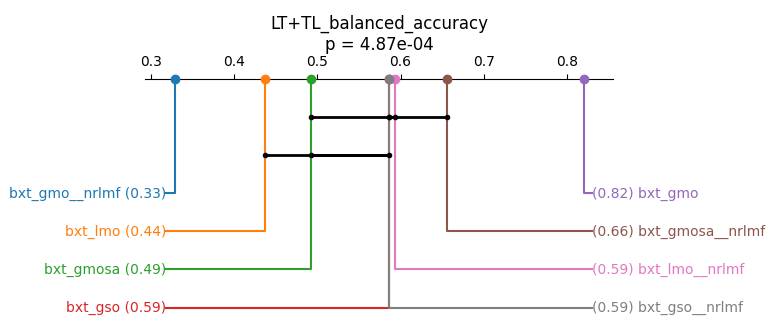 LT+TL_balanced_accuracy
p = 4.87e-04
0.3 0.4 0.5 0.6 0.7 0.8
bxt_gmo__nrlmf (0.33) (0.82) bxt_gmo
bxt_lmo (0.44) (0.66) bxt_gmosa__nrlmf
bxt_gmosa (0.49) (0.59) bxt_lmo__nrlmf
bxt_gso (0.59) (0.59) bxt_gso__nrlmf